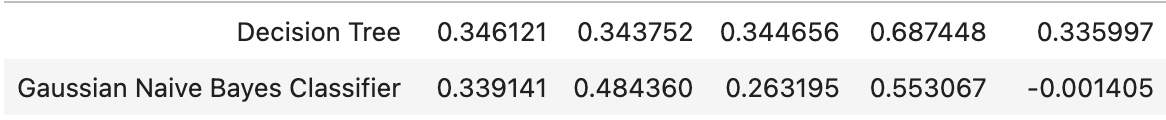 Decision Tree 0.346121 0.343752 0.344656 0.687448 0.335997
Gaussian Naive Bayes Classifier 0.339141 0.484360 0.263195 0.553067 -0.001405